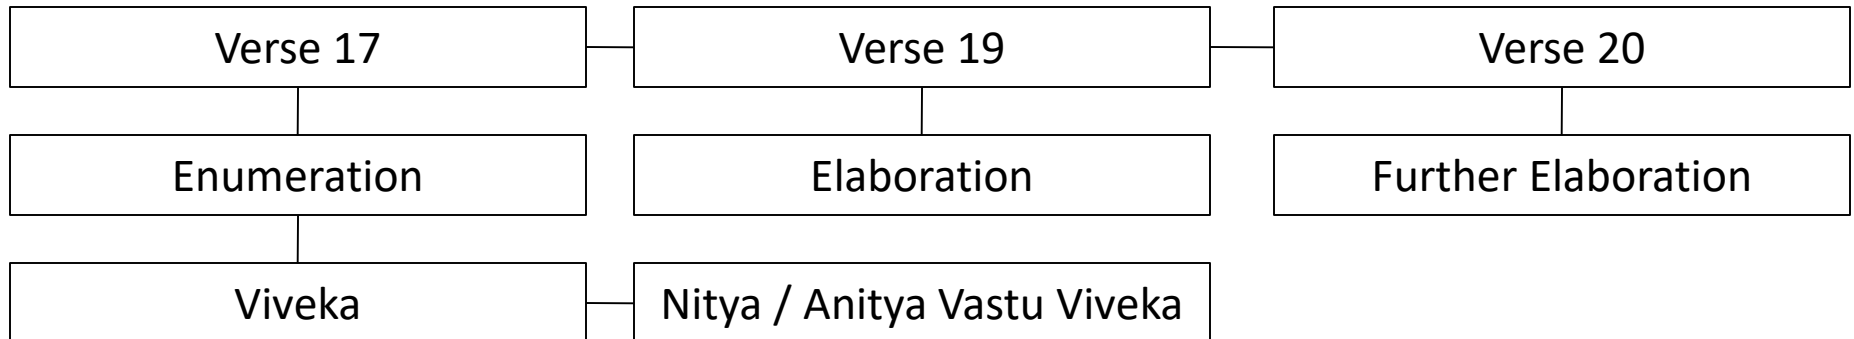 Verse 17
Verse 19
Verse 20
Enumeration
Elaboration
Further Elaboration
Viveka
Nitya / Anitya Vastu Viveka